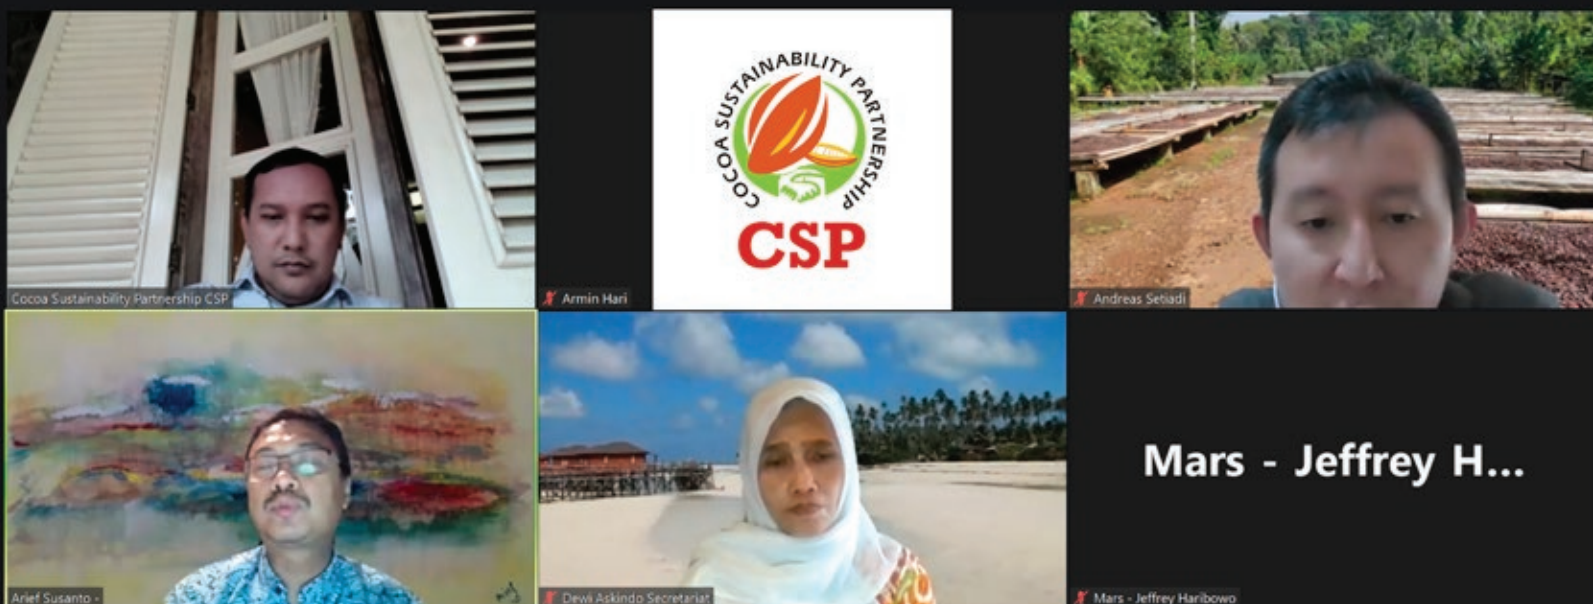 COCOA SUSTAINABILITY PARTNERSHIP
CSP
Cocoa Sustainability Partnership CSP
Armin Hari
Andreas Setiadi
Mars - Jeffrey H...
Arief Susanto -
Dewi Askindo Secretariat
Mars - Jeffrey Haribowo